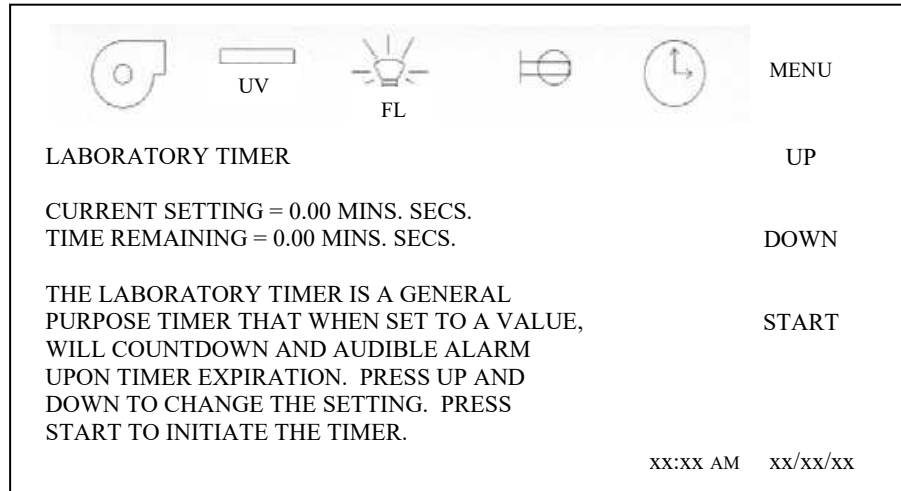 UV
FL
MENU
LABORATORY TIMER
UP
CURRENT SETTING = 0.00 MINS. SECS.
TIME REMAINING = 0.00 MINS. SECS.
DOWN
THE LABORATORY TIMER IS A GENERAL
PURPOSE TIMER THAT WHEN SET TO A VALUE,
START
WILL COUNTDOWN AND AUDIBLE ALARM
UPON TIMER EXPIRATION.  PRESS UP AND
DOWN TO CHANGE THE SETTING.  PRESS
START TO INITIATE THE TIMER.
xx:xx AM xx/xx/xx